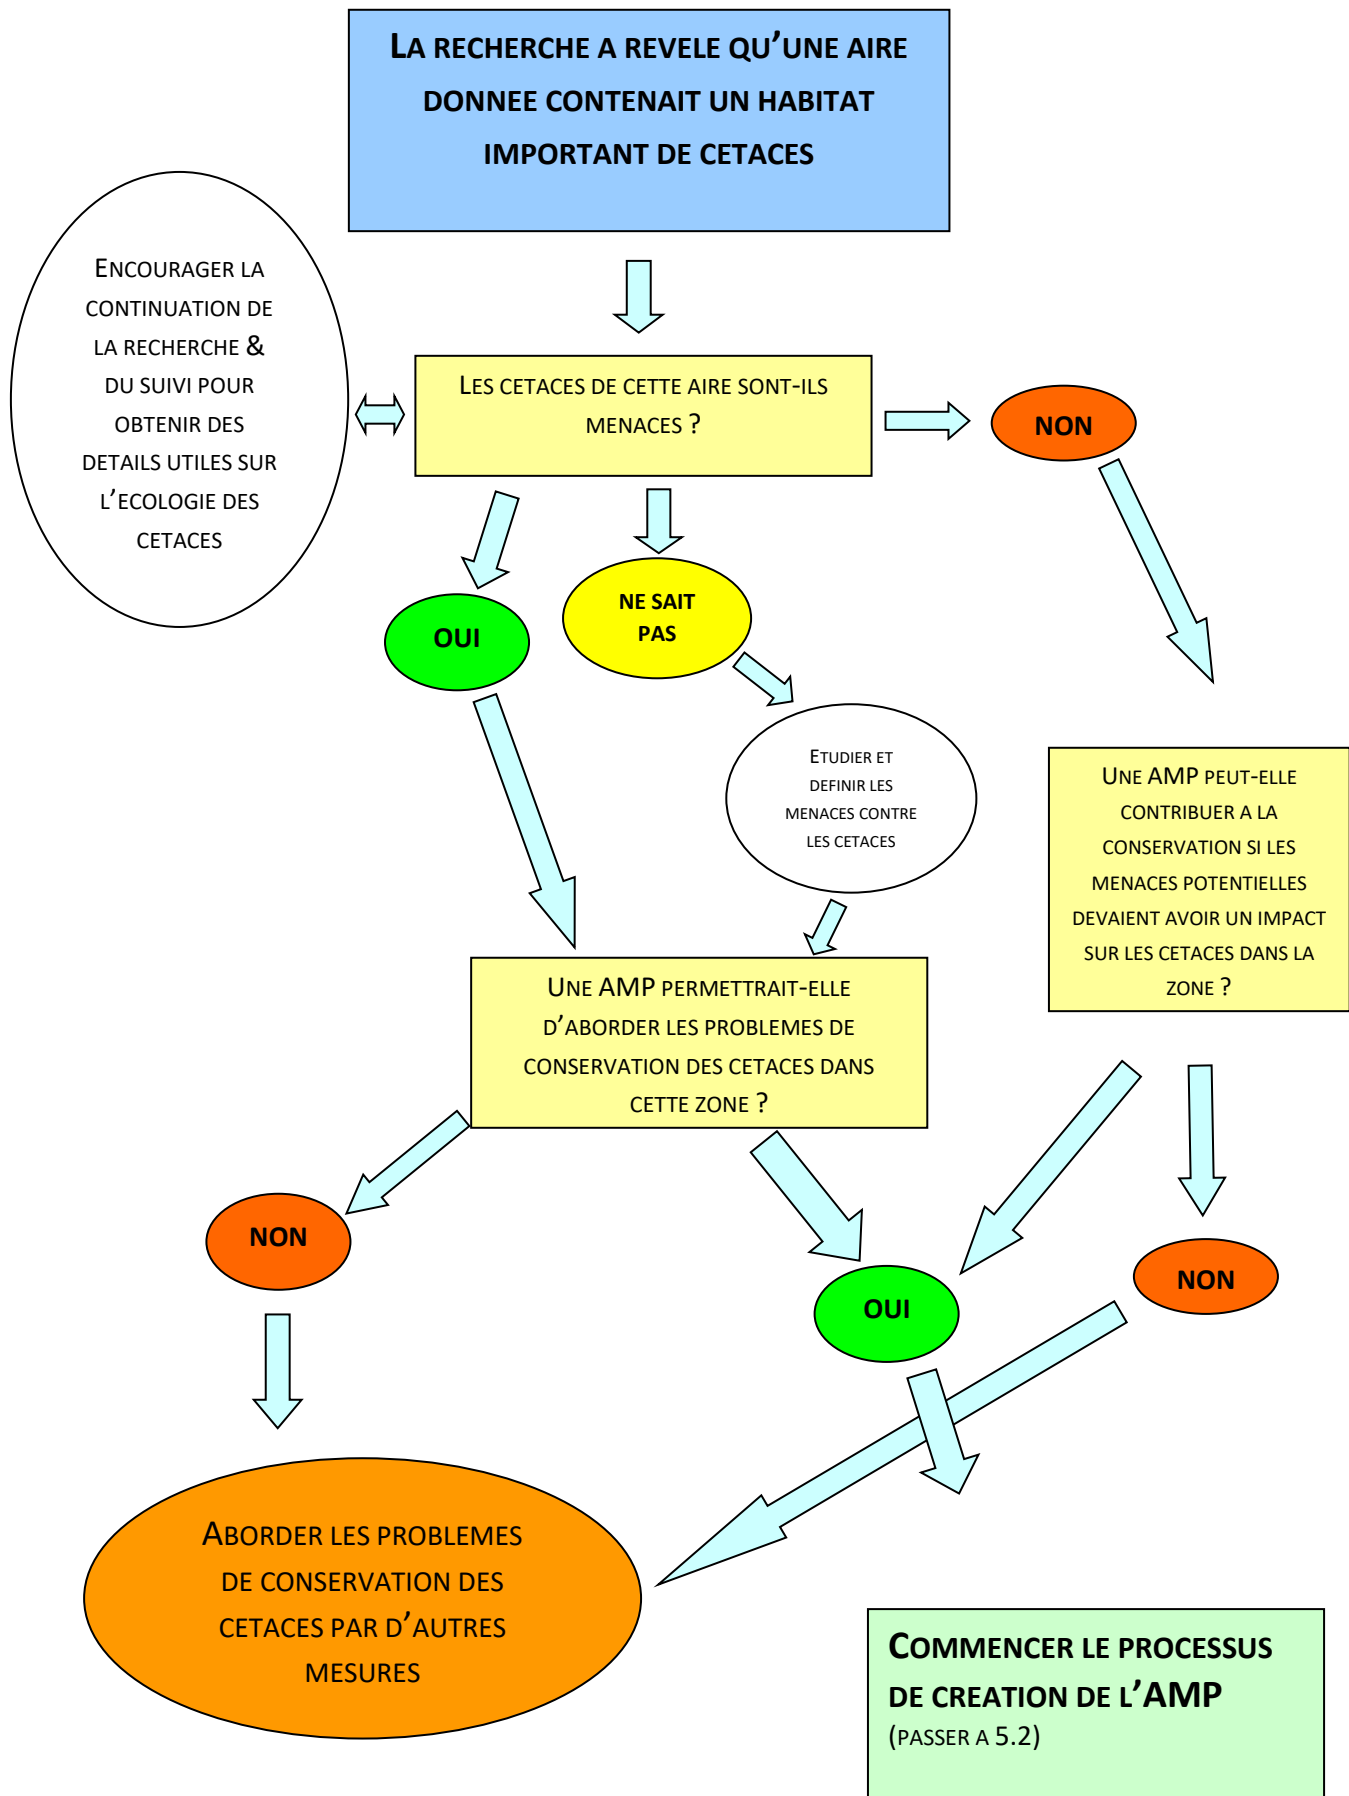 LA RECHERCHE A REVELE QU'UNE AIRE
DONNEE CONTENAIT UN HABITAT
IMPORTANT DE CETACES
ENCOURAGER LA
CONTINUATION DE
LA RECHERCHE &
DU SUIVI POUR
OBTENIR DES
DETAILS UTILES SUR
L'ECOLOGIE DES
CETACES
LES CETACES DE CETTE AIRE SONT-ILS
MENACES ?
NON
OUI
NE SAIT
PAS
ETUDIER ET
DEFINIR LES
MENACES CONTRE
LES CETACES
UNE AMP PEUT-ELLE
CONTRIBUER A LA
CONSERVATION SI LES
MENACES POTENTIELLES
DEVAIENT AVOIR UN IMPACT
SUR LES CETACES DANS LA
ZONE ?
UNE AMP PERMETTRAIT-ELLE
D'ABORDER LES PROBLEMES DE
CONSERVATION DES CETACES DANS
CETTE ZONE ?
NON
OUI
NON
ABORDER LES PROBLEMES
DE CONSERVATION DES
CETACES PAR D'AUTRES
MESURES
COMMENCER LE PROCESSUS
DE CREATION DE L'AMP
(PASSER A 5.2)